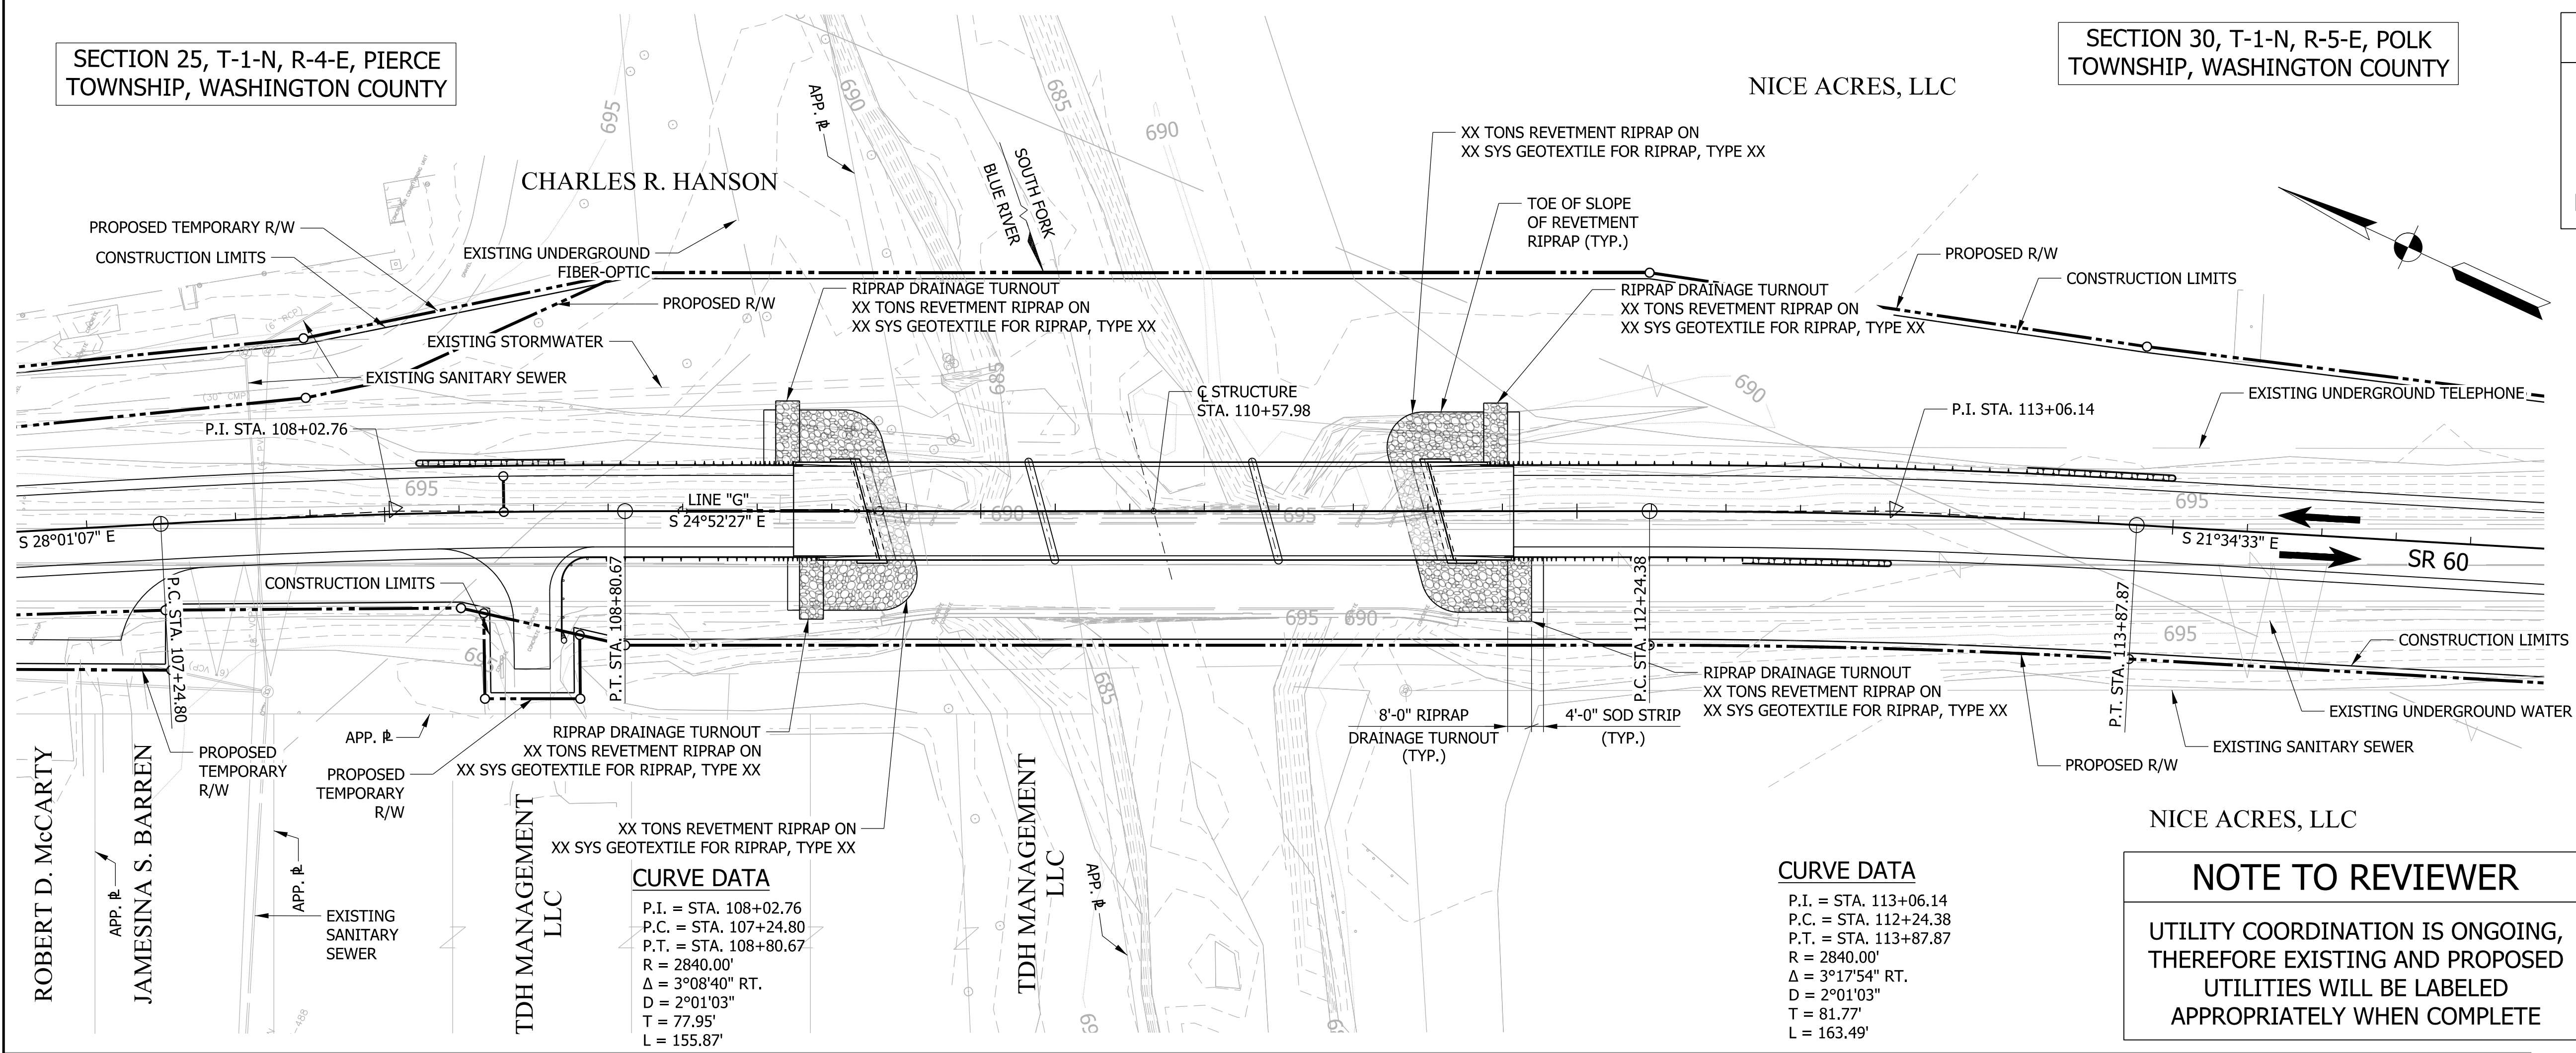 SECTION 25, T-1-N, R-4-E, PIERCE
TOWNSHIP, WASHINGTON COUNTY
SECTION 30, T-1-N, R-5-E, POLK
TOWNSHIP, WASHINGTON COUNTY
NICE ACRES, LLC
CHARLES R. HANSON
695
690
685
690
APP. ⅊
SOUTH FORK
BLUE RIVER
XX TONS REVETMENT RIPRAP ON
XX SYS GEOTEXTILE FOR RIPRAP, TYPE XX
TOE OF SLOPE
OF REVETMENT
RIPRAP (TYP.)
PROPOSED TEMPORARY R/W
CONSTRUCTION LIMITS
EXISTING UNDERGROUND
FIBER-OPTIC
PROPOSED R/W
PROPOSED R/W
CONSTRUCTION LIMITS
RIPRAP DRAINAGE TURNOUT
XX TONS REVETMENT RIPRAP ON
XX SYS GEOTEXTILE FOR RIPRAP, TYPE XX
RIPRAP DRAINAGE TURNOUT
XX TONS REVETMENT RIPRAP ON
XX SYS GEOTEXTILE FOR RIPRAP, TYPE XX
(6" RCP)
EXISTING STORMWATER
EXISTING SANITARY SEWER
(30" CMP)
685
690
℄ STRUCTURE
STA. 110+57.98
EXISTING UNDERGROUND TELEPHONE
P.I. STA. 113+06.14
P.I. STA. 108+02.76
695
LINE "G"
S 24°52'27" E
690
695
695
S 28°01'07" E
S 21°34'33" E
SR 60
CONSTRUCTION LIMITS
P.C. STA. 107+24.80
P.T. STA. 108+80.67
P.C. STA. 112+24.38
P.T. STA. 113+87.87
695
690
695
CONSTRUCTION LIMITS
(6" VCP)
685
RIPRAP DRAINAGE TURNOUT
XX TONS REVETMENT RIPRAP ON
XX SYS GEOTEXTILE FOR RIPRAP, TYPE XX
8'-0" RIPRAP
DRAINAGE TURNOUT
(TYP.)
4'-0" SOD STRIP
(TYP.)
EXISTING UNDERGROUND WATER
EXISTING SANITARY SEWER
PROPOSED R/W
APP. ⅊
PROPOSED
TEMPORARY
R/W
PROPOSED
TEMPORARY
R/W
RIPRAP DRAINAGE TURNOUT
XX TONS REVETMENT RIPRAP ON
XX SYS GEOTEXTILE FOR RIPRAP, TYPE XX
XX TONS REVETMENT RIPRAP ON
XX SYS GEOTEXTILE FOR RIPRAP, TYPE XX
ROBERT D. McCARTY
APP. ⅊
JAMESINA S. BARREN
APP. ⅊
EXISTING
SANITARY
SEWER
TDH MANAGEMENT
LLC
TDH MANAGEMENT
LLC
APP. ⅊
NICE ACRES, LLC
CURVE DATA
P.I. = STA. 108+02.76
P.C. = STA. 107+24.80
P.T. = STA. 108+80.67
R = 2840.00'
Δ = 3°08'40" RT.
D = 2°01'03"
T = 77.95'
L = 155.87'
CURVE DATA
P.I. = STA. 113+06.14
P.C. = STA. 112+24.38
P.T. = STA. 113+87.87
R = 2840.00'
Δ = 3°17'54" RT.
D = 2°01'03"
T = 81.77'
L = 163.49'
NOTE TO REVIEWER
UTILITY COORDINATION IS ONGOING,
THEREFORE EXISTING AND PROPOSED
UTILITIES WILL BE LABELED
APPROPRIATELY WHEN COMPLETE